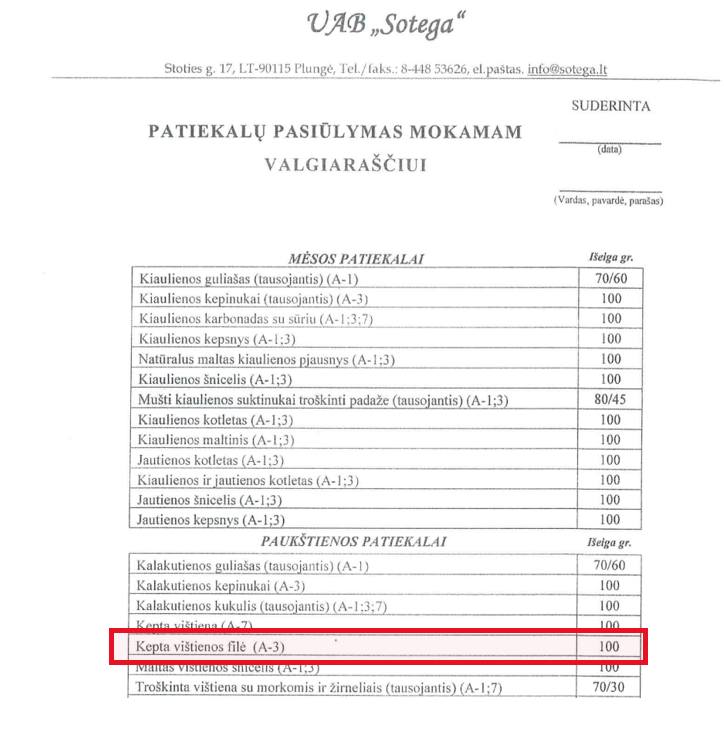 UAB „Sotega“
Stoties g. 17, LT-90115 Plungė, Tel./faks.: 8-448 53626, el.paštas. info@sotega.lt
SUDERINTA
(data)
(Vardas, pavardė, parašas)
PATIEKALŲ PASIŪLYMAS MOKAMAM
VALGIARAŠČIUI
MĖSOS PATIEKALAI Išeiga gr.
Kiaulienos guliašas (tausojantis) (A-1) 70/60
Kiaulienos kepinukai (tausojantis) (A-3) 100
Kiaulienos karbonadas su sūriu (A-1;3;7) 100
Kiaulienos kepsnys (A-1;3) 100
Natūralus maltas kiaulienos pjausnys (A-1;3) 100
Kiaulienos šnicelis (A-1;3) 100
Mušti kiaulienos suktinukai troškinti padaže (tausojantis) (A-1;3) 80/45
Kiaulienos kotletas (A-1;3) 100
Kiaulienos maltinis (A-1;3) 100
Jautienos kotletas (A-1;3) 100
Kiaulienos ir jautienos kotletas (A-1;3) 100
Jautienos šnicelis (A-1;3) 100
Jautienos kepsnys (A-1;3) 100
PAUKŠTIENOS PATIEKALAI Išeiga gr.
Kalakutienos guliašas (tausojantis) (A-1) 70/60
Kalakutienos kepinukai (A-3) 100
Kalakutienos kukulis (tausojantis) (A-1;3;7) 100
Kepta vištiena (A-7) 100
Kepta vištienos filė (A-3) 100
Maltas vištienos šnicelis (A-1;3) 100
Troškinta vištiena su morkomis ir žirneliais (tausojantis) (A-1;7) 70/30